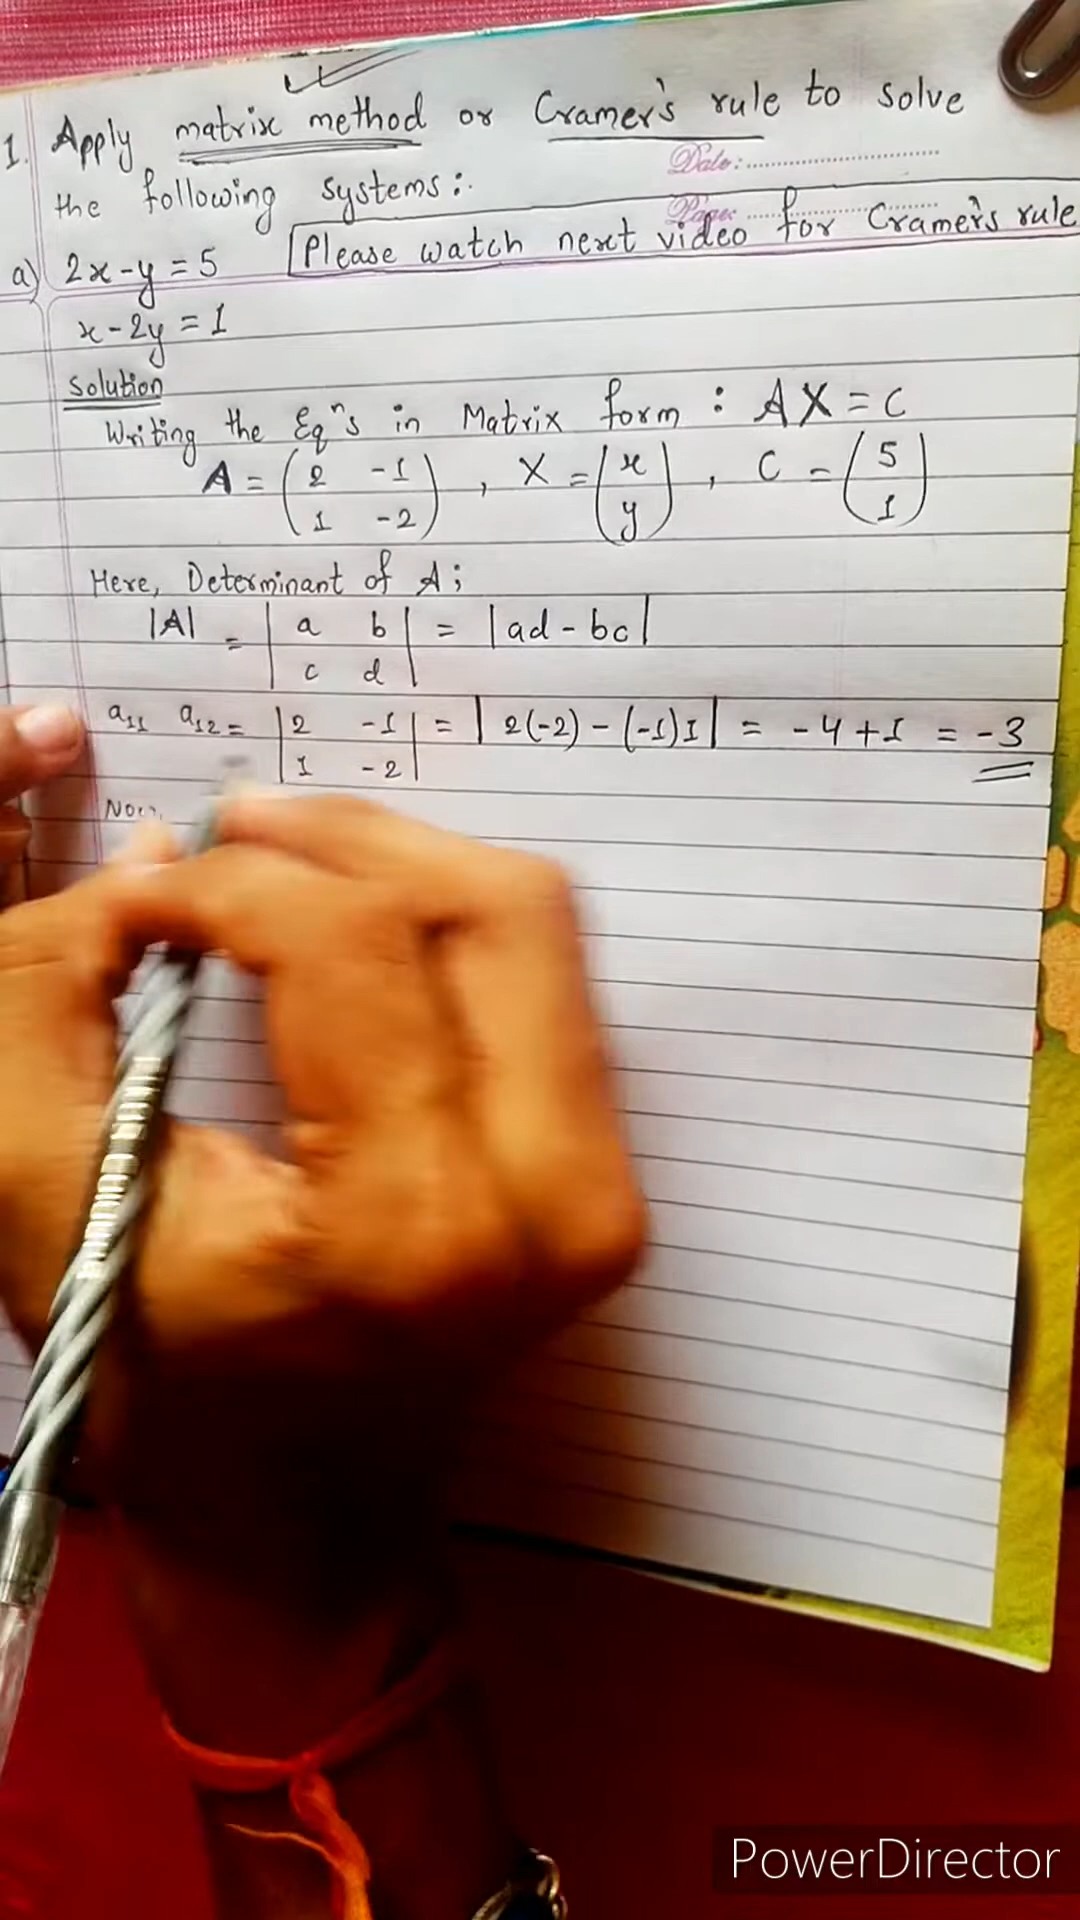 1. Apply matrix method or Cramer's rule to solve
Date:
the following systems:
Page:
Please watch next video for Cramer's rule
a) 2x-y=5
x-2y=1
Solution
Writing the Eqⁿ's in Matrix form : AX=C
A = (2 -1
1 -2), X = (x
y), C = (5
1)
Here, Determinant of A;
|A| = |a b
c d| = |ad - bc|
a₁₁ a₁₂ = |2 -1
1 -2| = |2(-2) - (-1)1| = -4+1 = -3
PowerDirector